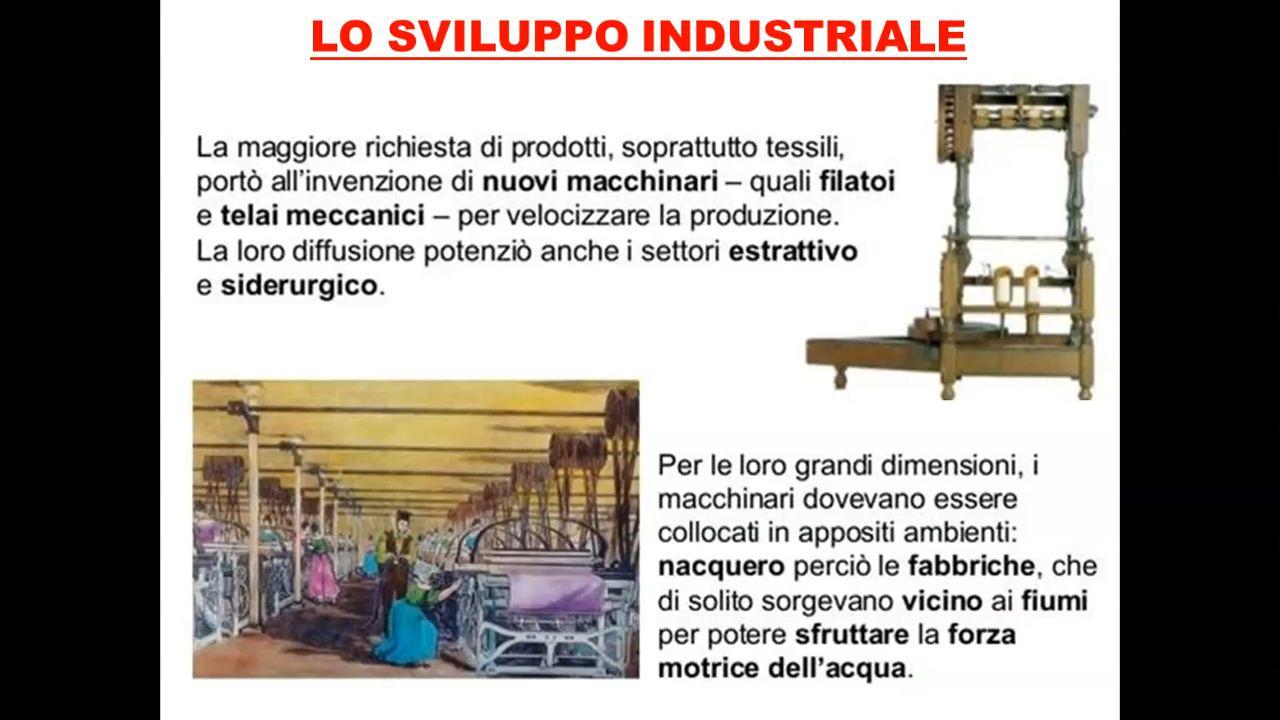 LO SVILUPPO INDUSTRIALE
La maggiore richiesta di prodotti, soprattutto tessili,
portò all'invenzione di nuovi macchinari – quali filatoi
e telai meccanici – per velocizzare la produzione.
La loro diffusione potenziò anche i settori estrattivo
e siderurgico.
Per le loro grandi dimensioni, i
macchinari dovevano essere
collocati in appositi ambienti:
nacquero perciò le fabbriche, che
di solito sorgevano vicino ai fiumi
per potere sfruttare la forza
motrice dell'acqua.